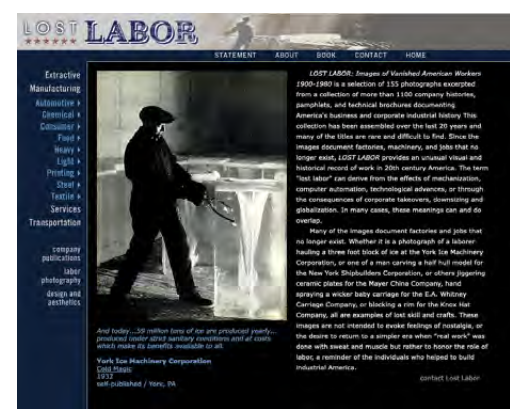 LOST LABOR
STATEMENT ABOUT BOOK CONTACT HOME
Extractive
Manufacturing
Automotive
Chemical
Consumer
Food
Heavy
Light
Printing
Steel
Textile
Services
Transportation
company
publications
labor
photography
design and
aesthetics
And today...59 million tons of ice are produced yearly...
produced under strict sanitary conditions and at costs
which make its benefits available to all.
York Ice Machinery Corporation
Cold Magic
1932
self-published / York, PA
LOST LABOR: Images of Vanished American Workers
1900-1980 is a selection of 155 photographs excerpted
from a collection of more than 1100 company histories,
pamphlets, and technical brochures documenting
America's business and corporate industrial history This
collection has been assembled over the last 20 years and
many of the titles are rare and difficult to find. Since the
images document factories, machinery, and jobs that no
longer exist, LOST LABOR provides an unusual visual and
historical record of work in 20th century America. The term
"lost labor" can derive from the effects of mechanization,
computer automation, technological advances, or through
the consequences of corporate takeovers, downsizing and
globalization. In many cases, these meanings can and do
overlap.
Many of the images document factories and jobs that
no longer exist. Whether it is a photograph of a laborer
hauling a three foot block of ice at the York Ice Machinery
Corporation, or one of a man carving a half hull model for
the New York Shipbuilders Corporation, or others jiggering
ceramic plates for the Mayer China Company, hand
spraying a wicker baby carriage for the E.A. Whitney
Carriage Company, or blocking a rim for the Knox Hat
Company, all are examples of lost skill and crafts. These
images are not intended to evoke feelings of nostalgia, or
the desire to return to a simpler era when "real work" was
done with sweat and muscle but rather to honor the role of
labor, a reminder of the individuals who helped to build
industrial America.
contact Lost Labor